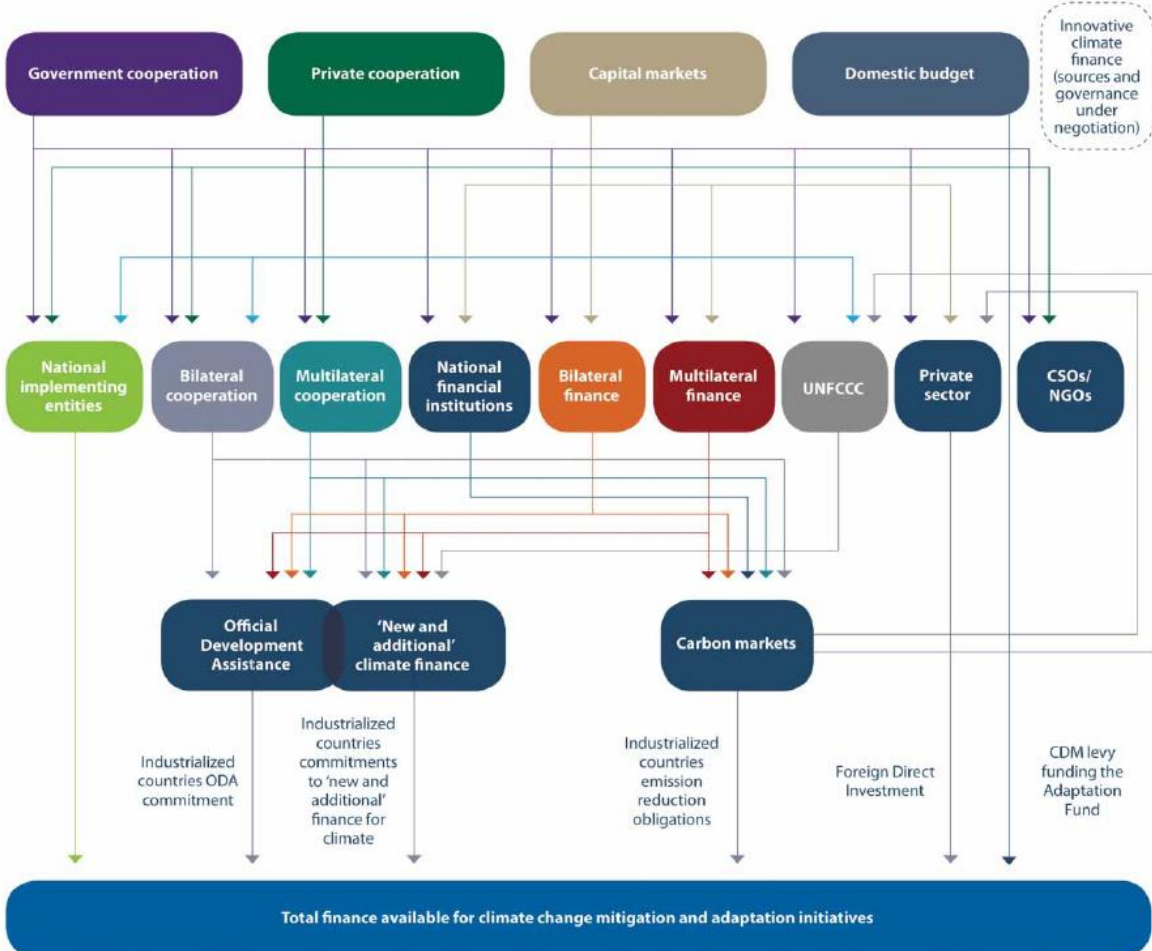 Government cooperation
Private cooperation
Capital markets
Domestic budget
Innovative
climate
finance
(sources and
governance
under
negotiation)
National
implementing
entities
Bilateral
cooperation
Multilateral
cooperation
National
financial
institutions
Bilateral
finance
Multilateral
finance
UNFCCC
Private
sector
CSOs/
NGOs
Official
Development
Assistance
'New and
additional'
climate finance
Carbon markets
Industrialized
countries ODA
commitment
Industrialized
countries
commitments
to 'new and
additional'
finance for
climate
Industrialized
countries
emission
reduction
obligations
Foreign Direct
Investment
CDM levy
funding the
Adaptation
Fund
Total finance available for climate change mitigation and adaptation initiatives